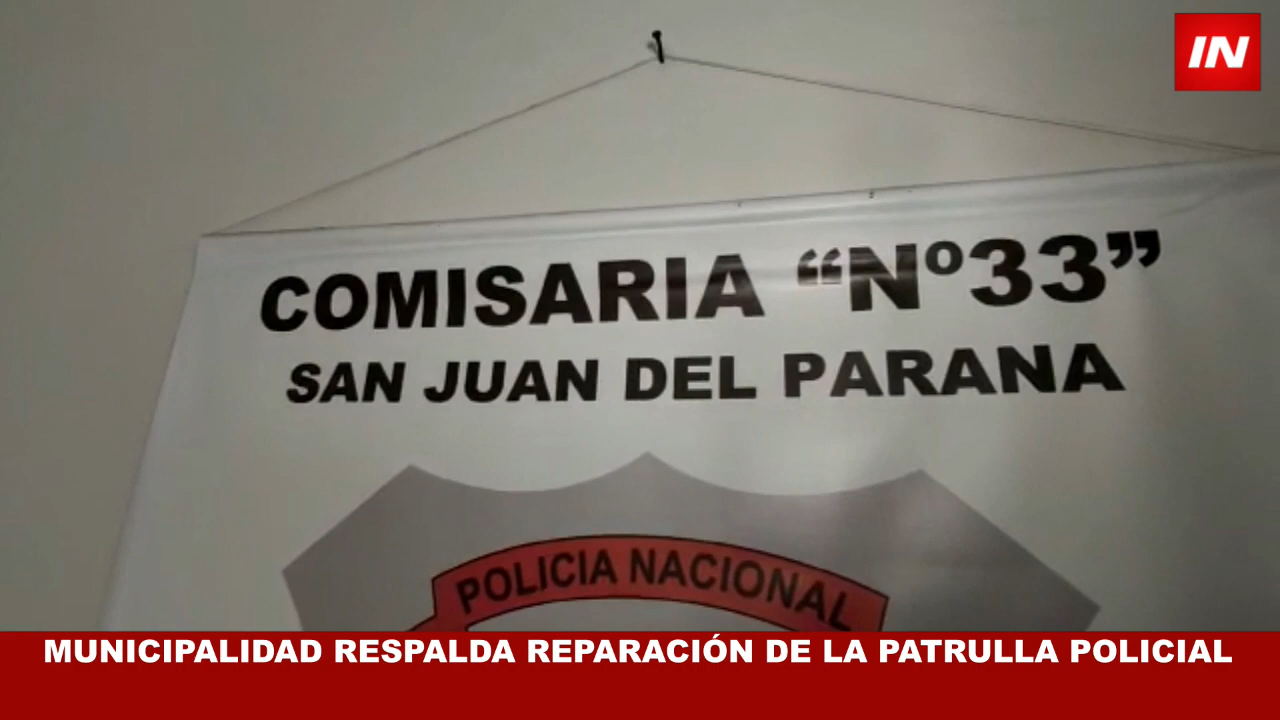 IN
COMISARIA “Nº33”
SAN JUAN DEL PARANA
POLICIA NACIONAL
MUNICIPALIDAD RESPALDA REPARACIÓN DE LA PATRULLA POLICIAL